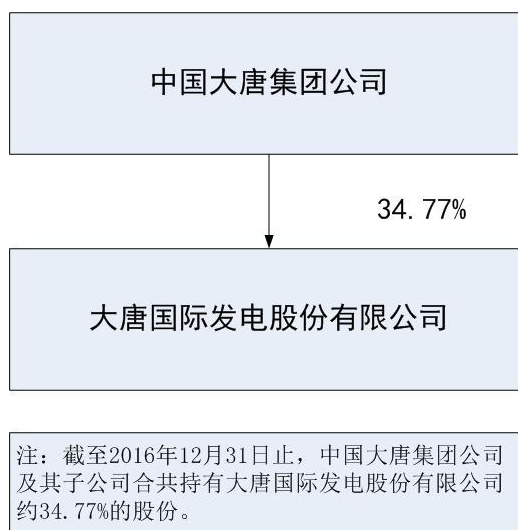 中国大唐集团公司
34.77%
大唐国际发电股份有限公司
注：截至2016年12月31日止，中国大唐集团公司
及其子公司合共持有大唐国际发电股份有限公司
约34.77%的股份。